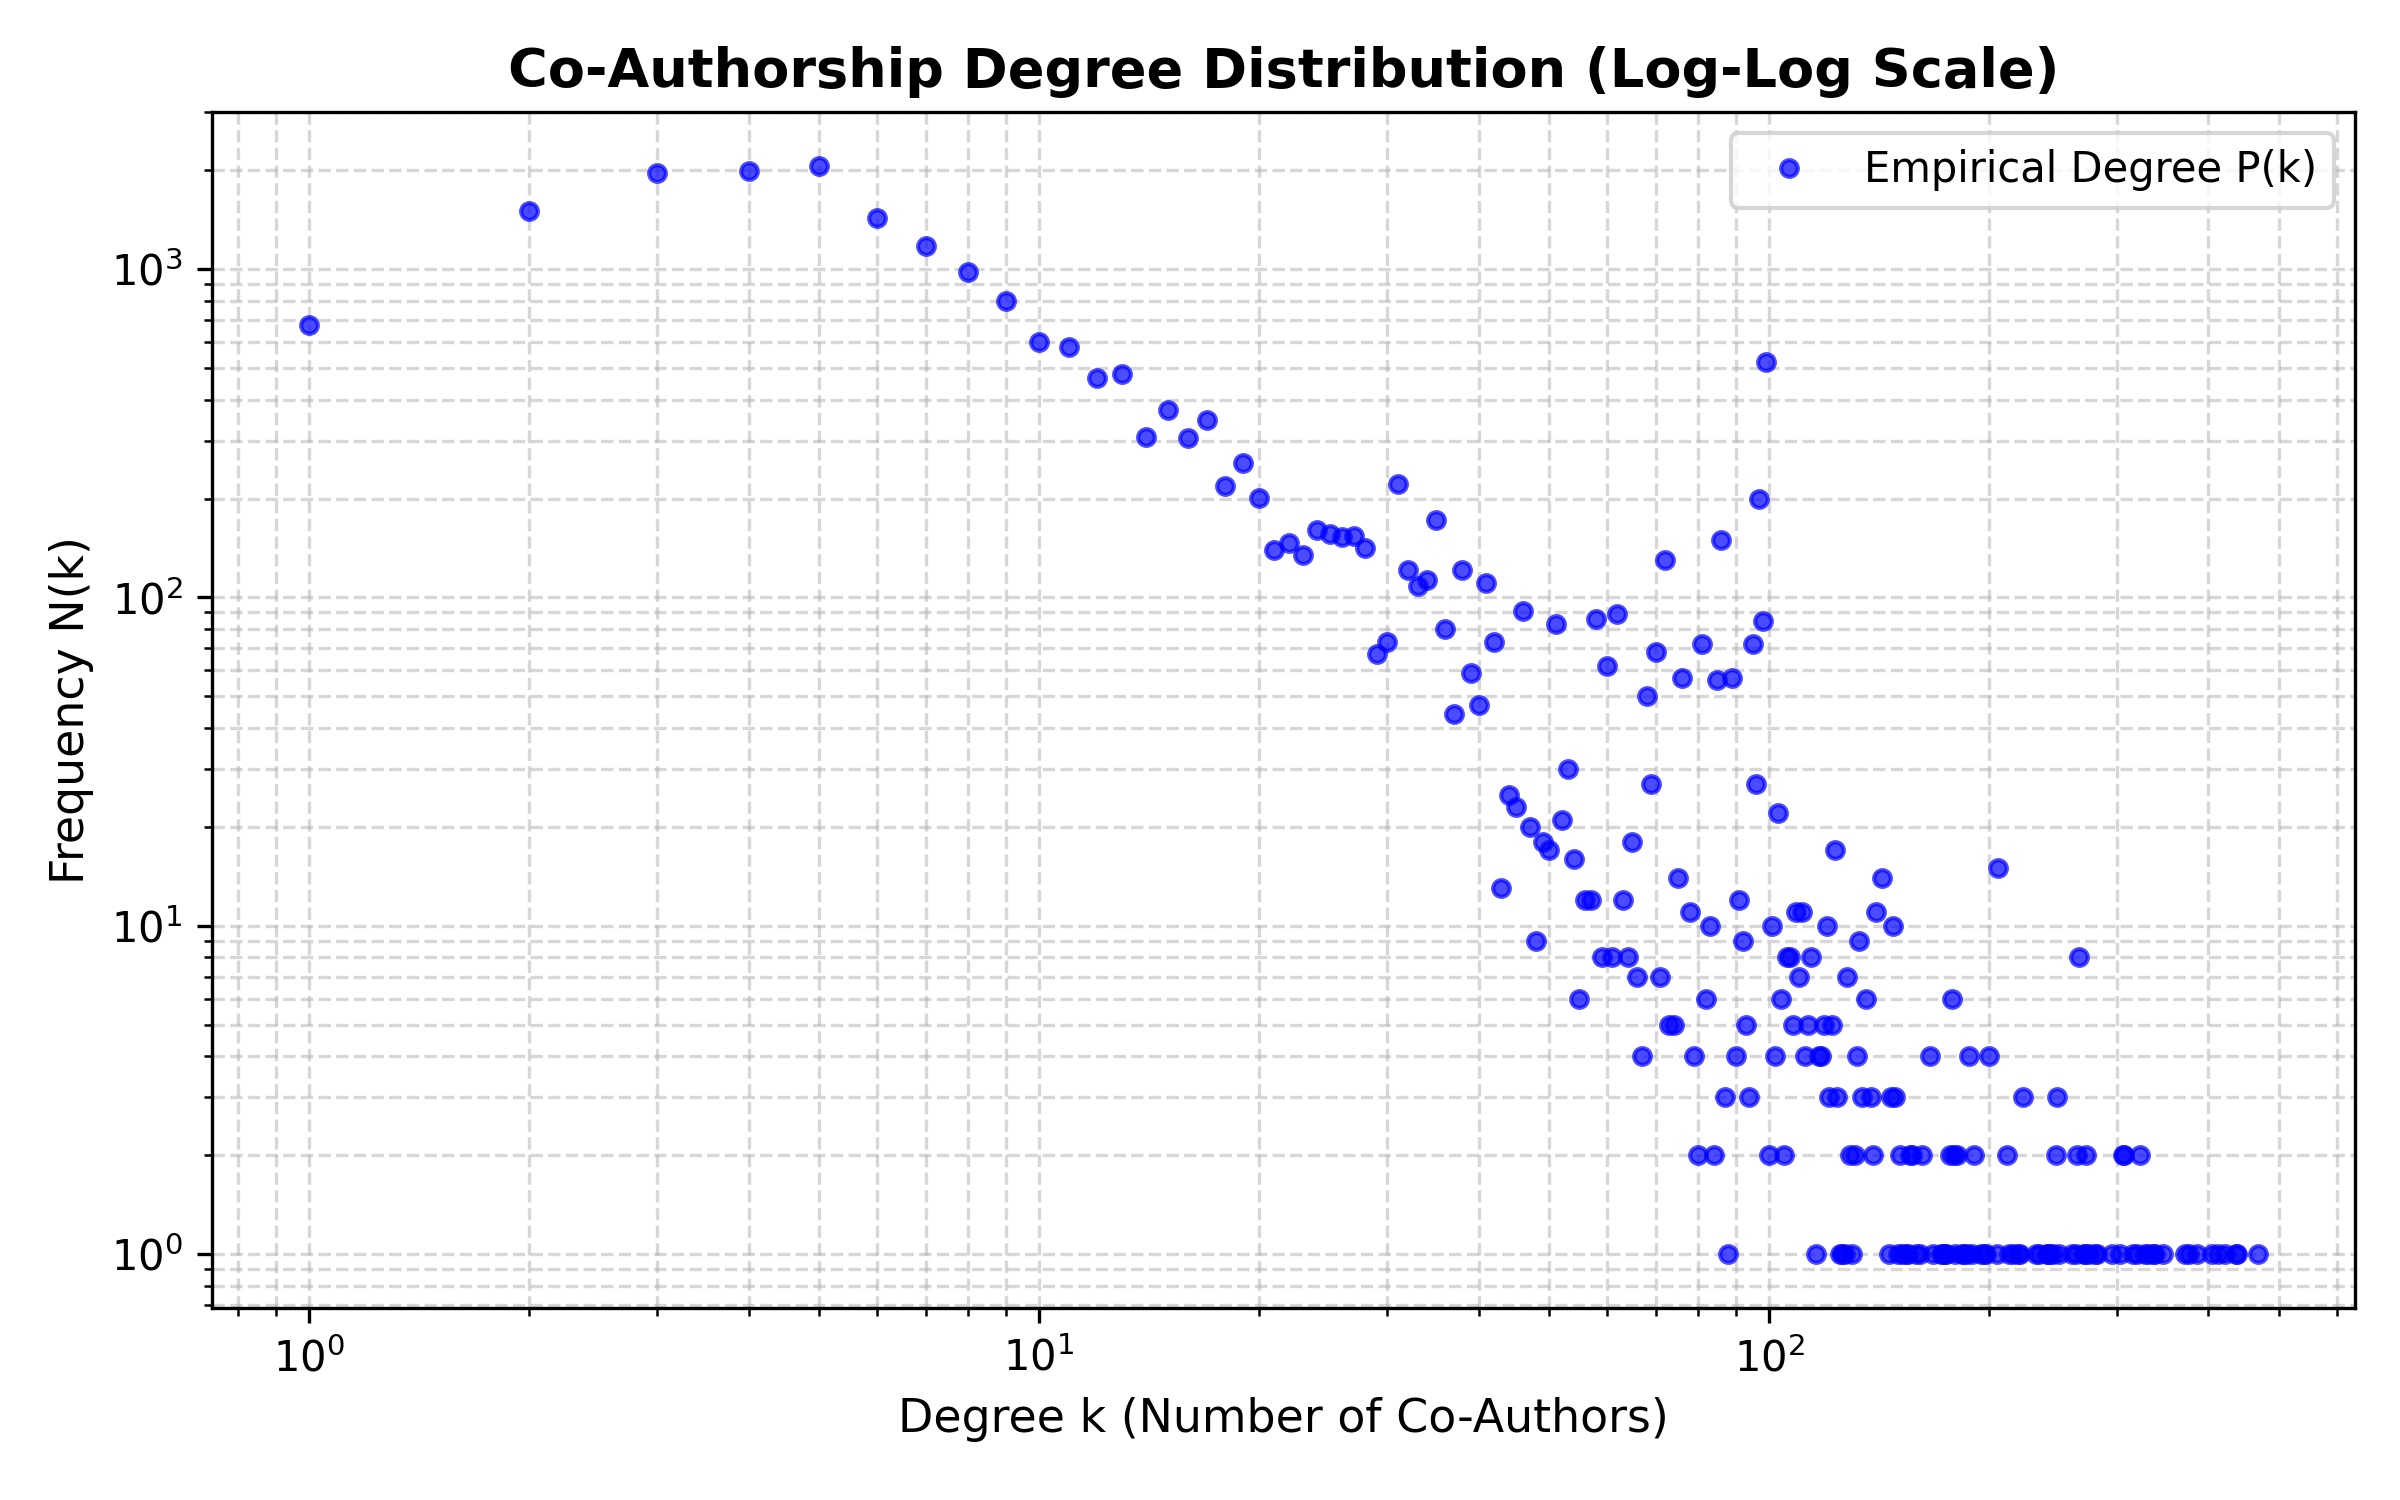 Co-Authorship Degree Distribution (Log-Log Scale)
Empirical Degree P(k)
Frequency N(k)
10³
10²
10¹
10⁰
10⁰ 10¹ 10²
Degree k (Number of Co-Authors)